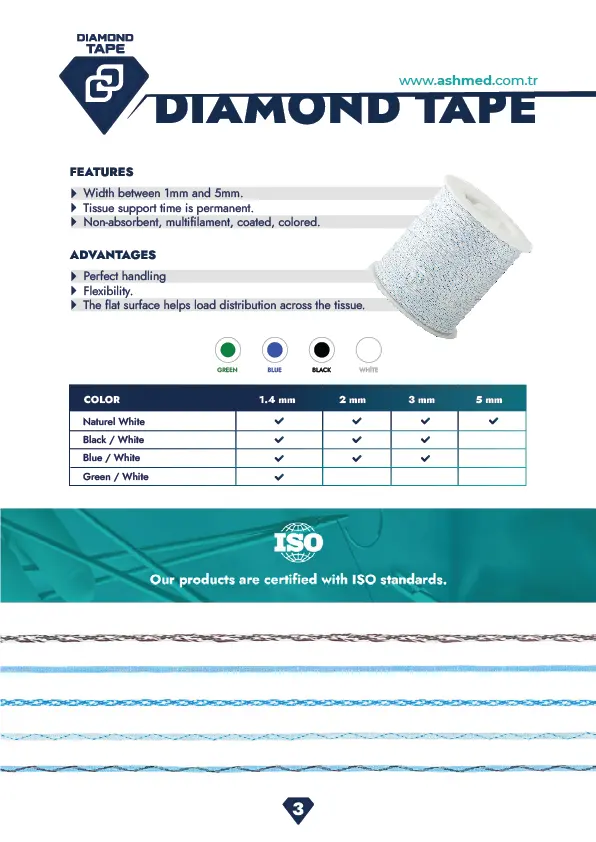 DIAMOND
TAPE
www.ashmed.com.tr
DIAMOND TAPE
FEATURES
Width between 1mm and 5mm.
Tissue support time is permanent.
Non-absorbent, multifilament, coated, colored.
ADVANTAGES
Perfect handling
Flexibility.
The flat surface helps load distribution across the tissue.
GREEN BLUE BLACK WHITE
COLOR 1.4 mm 2 mm 3 mm 5 mm
Naturel White ✓ ✓ ✓ ✓
Black / White ✓ ✓ ✓
Blue / White ✓ ✓ ✓
Green / White ✓
ISO
Our products are certified with ISO standards.
3